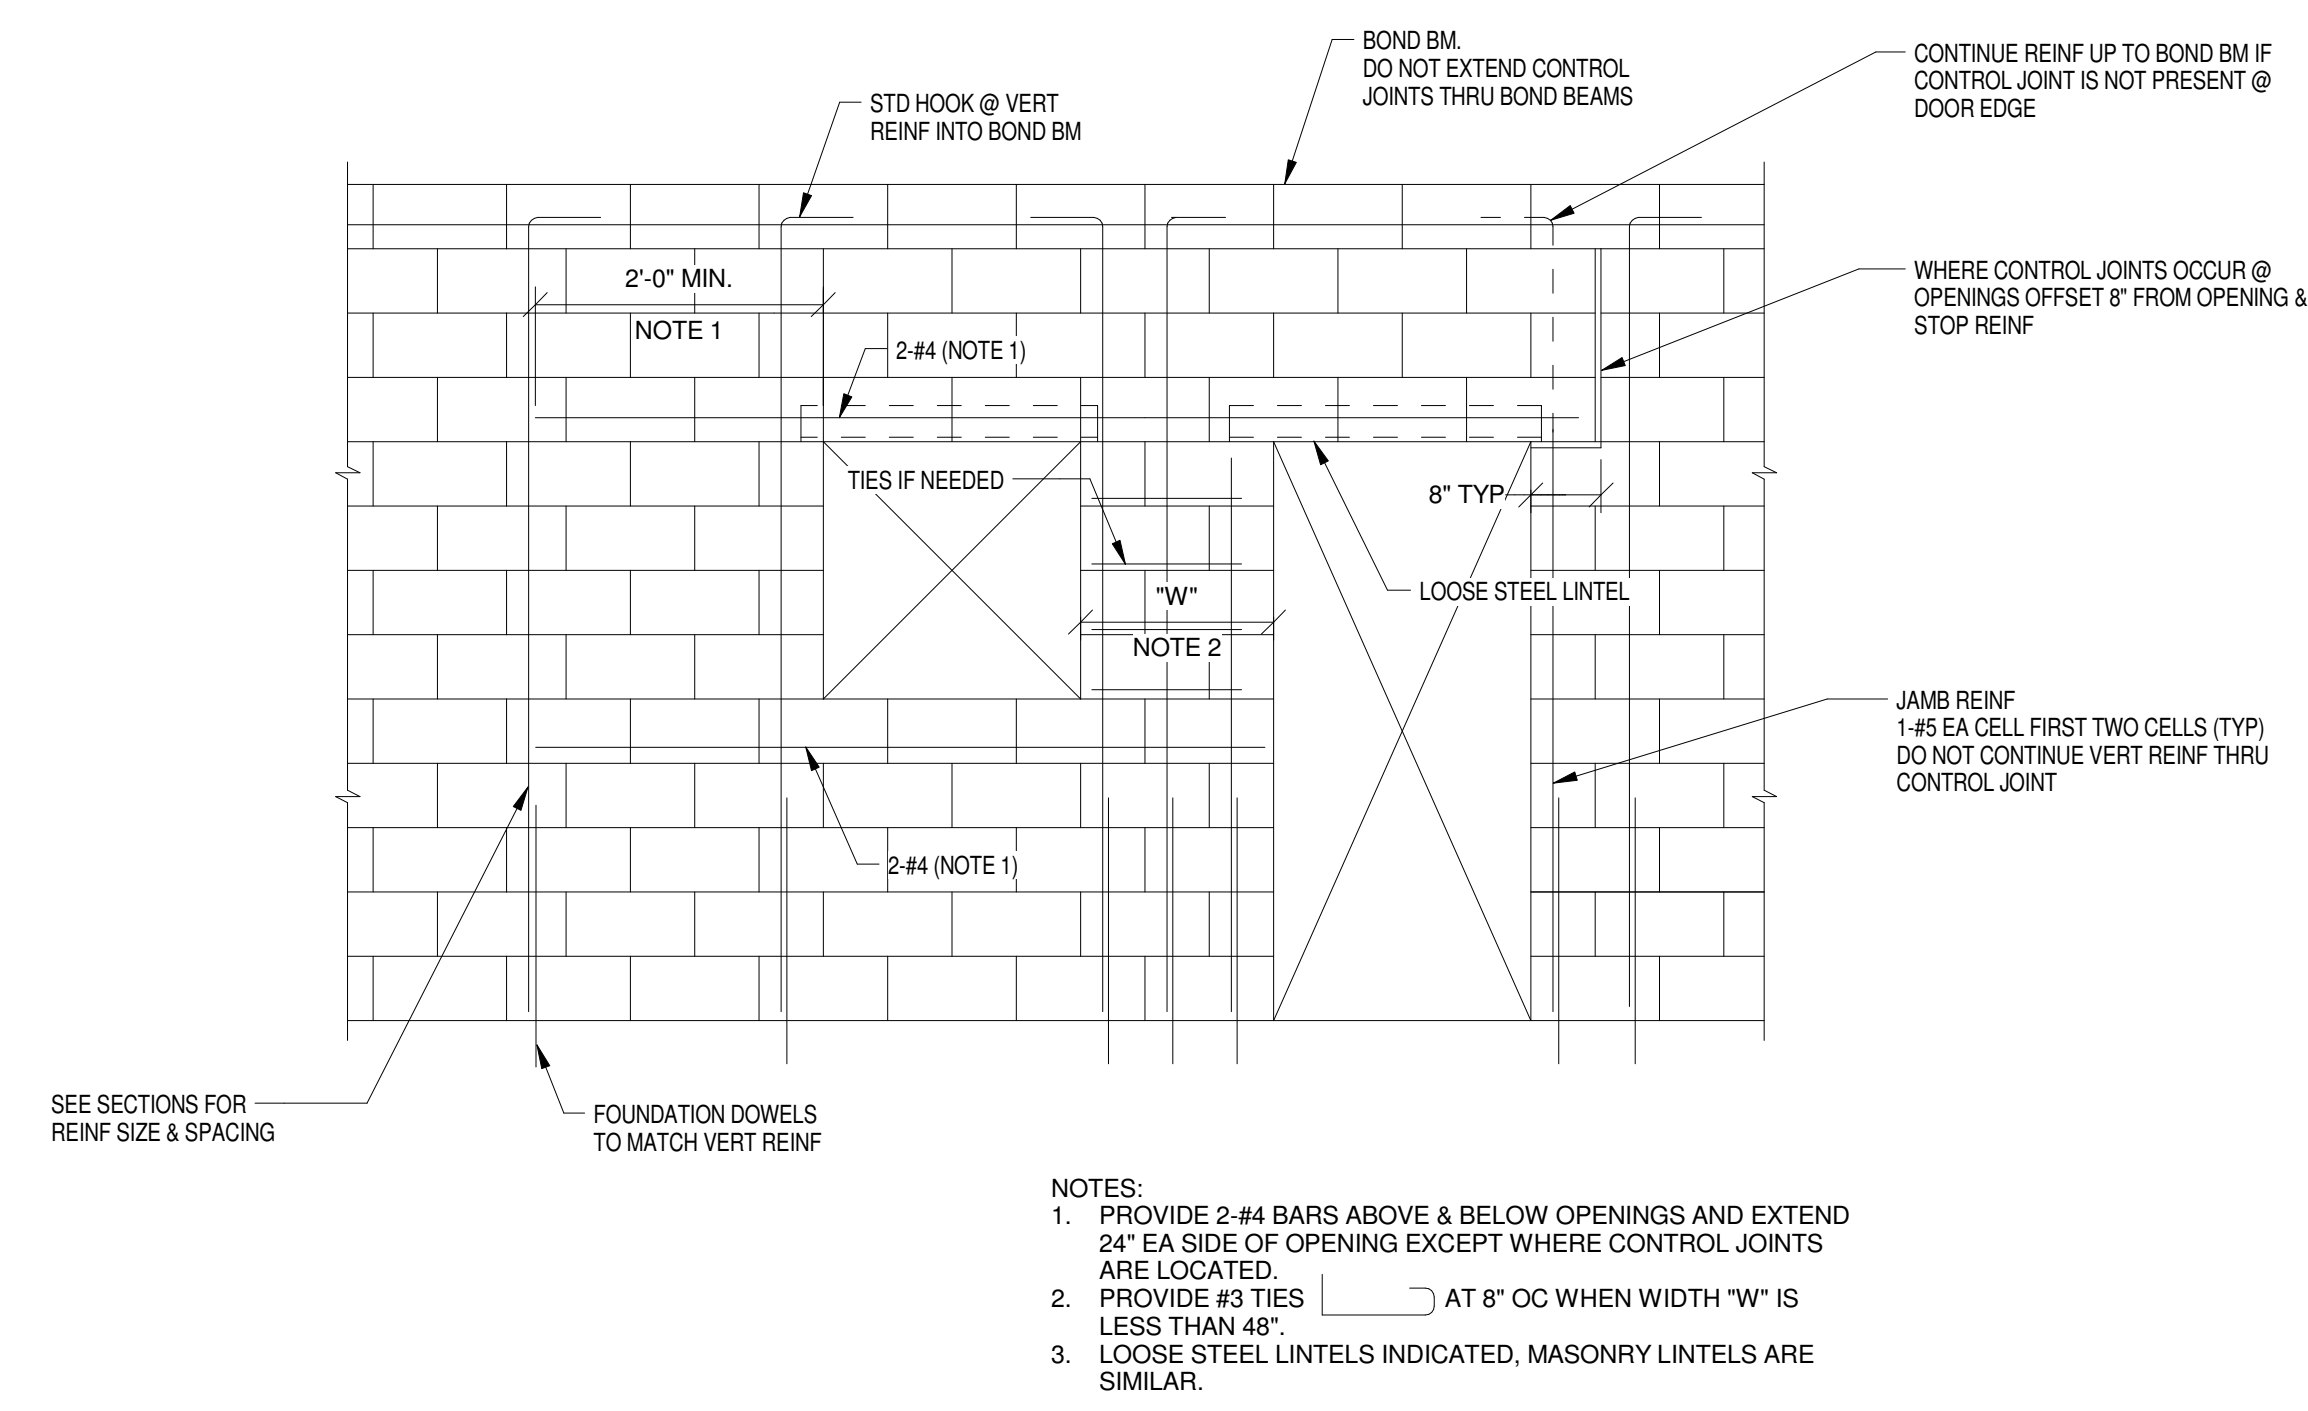 BOND BM.
DO NOT EXTEND CONTROL
JOINTS THRU BOND BEAMS
CONTINUE REINF UP TO BOND BM IF
CONTROL JOINT IS NOT PRESENT @
DOOR EDGE
STD HOOK @ VERT
REINF INTO BOND BM
2'-0" MIN.
NOTE 1
WHERE CONTROL JOINTS OCCUR @
OPENINGS OFFSET 8" FROM OPENING &
STOP REINF
2-#4 (NOTE 1)
TIES IF NEEDED
8" TYP
"W"
NOTE 2
LOOSE STEEL LINTEL
JAMB REINF
1-#5 EA CELL FIRST TWO CELLS (TYP)
DO NOT CONTINUE VERT REINF THRU
CONTROL JOINT
2-#4 (NOTE 1)
SEE SECTIONS FOR
REINF SIZE & SPACING
FOUNDATION DOWELS
TO MATCH VERT REINF
NOTES:
1. PROVIDE 2-#4 BARS ABOVE & BELOW OPENINGS AND EXTEND
24" EA SIDE OF OPENING EXCEPT WHERE CONTROL JOINTS
ARE LOCATED.
2. PROVIDE #3 TIES AT 8" OC WHEN WIDTH "W" IS
LESS THAN 48".
3. LOOSE STEEL LINTELS INDICATED, MASONRY LINTELS ARE
SIMILAR.